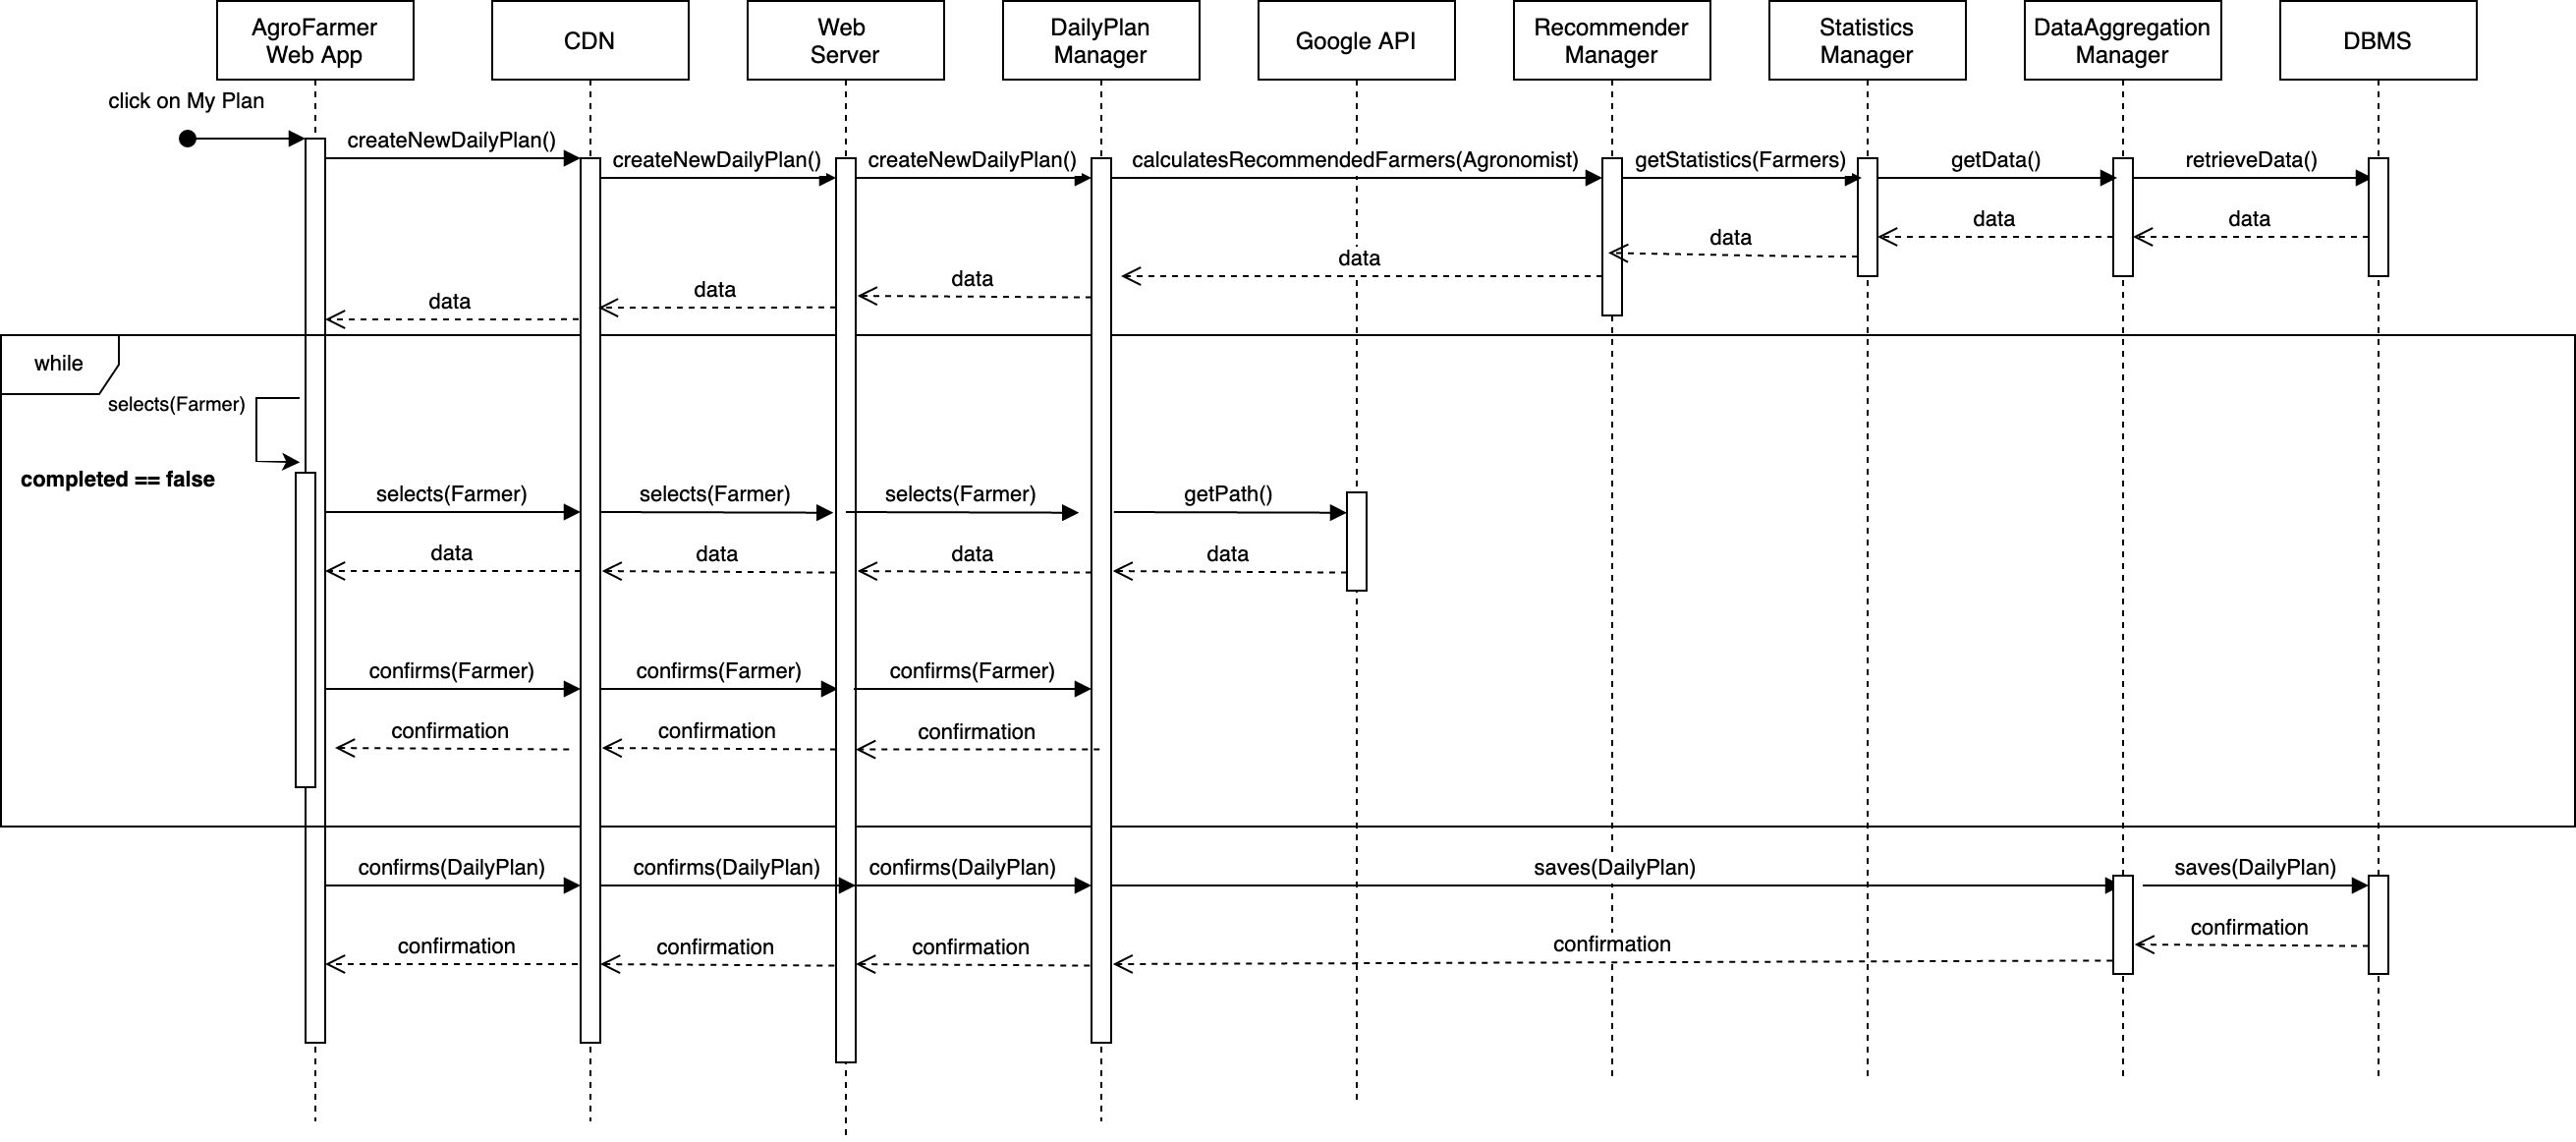 AgroFarmer
Web App
CDN
Web
Server
DailyPlan
Manager
Google API
Recommender
Manager
Statistics
Manager
DataAggregation
Manager
DBMS
click on My Plan
createNewDailyPlan()
createNewDailyPlan()
createNewDailyPlan()
calculatesRecommendedFarmers(Agronomist)
getStatistics(Farmers)
getData()
retrieveData()
data
data
data
data
data
data
data
while
selects(Farmer)
completed == false
selects(Farmer)
selects(Farmer)
selects(Farmer)
getPath()
data
data
data
data
confirms(Farmer)
confirms(Farmer)
confirms(Farmer)
confirmation
confirmation
confirmation
confirms(DailyPlan)
confirms(DailyPlan)
confirms(DailyPlan)
saves(DailyPlan)
saves(DailyPlan)
confirmation
confirmation
confirmation
confirmation
confirmation